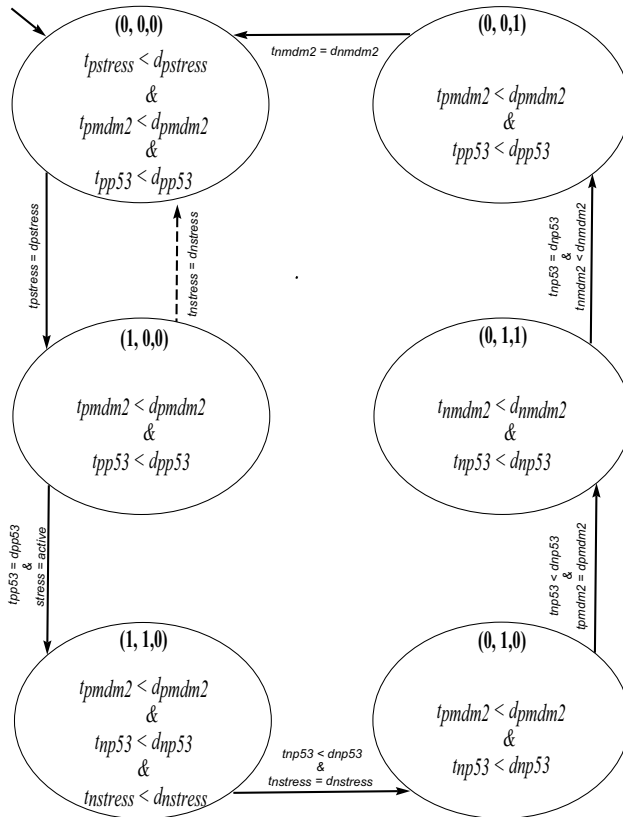 (0, 0,0)
tpstress < dpstress
&
tpmdm2 < dpmdm2
&
tpp53 < dpp53
tnmdm2 = dnmdm2
(0, 0,1)
tpmdm2 < dpmdm2
&
tpp53 < dpp53
tpstress = dpstress
tnstress = dnstress
tnp53 = dnp53
&
tnmdm2 < dnmdm2
(1, 0,0)
tpmdm2 < dpmdm2
&
tpp53 < dpp53
(0, 1,1)
tnmdm2 < dnmdm2
&
tnp53 < dnp53
tpp53 = dpp53
&
stress = active
tnp53 < dnp53
&
tpmdm2 = dpmdm2
(1, 1,0)
tpmdm2 < dpmdm2
&
tnp53 < dnp53
&
tnstress < dnstress
tnp53 < dnp53
&
tnstress = dnstress
(0, 1,0)
tpmdm2 < dpmdm2
&
tnp53 < dnp53